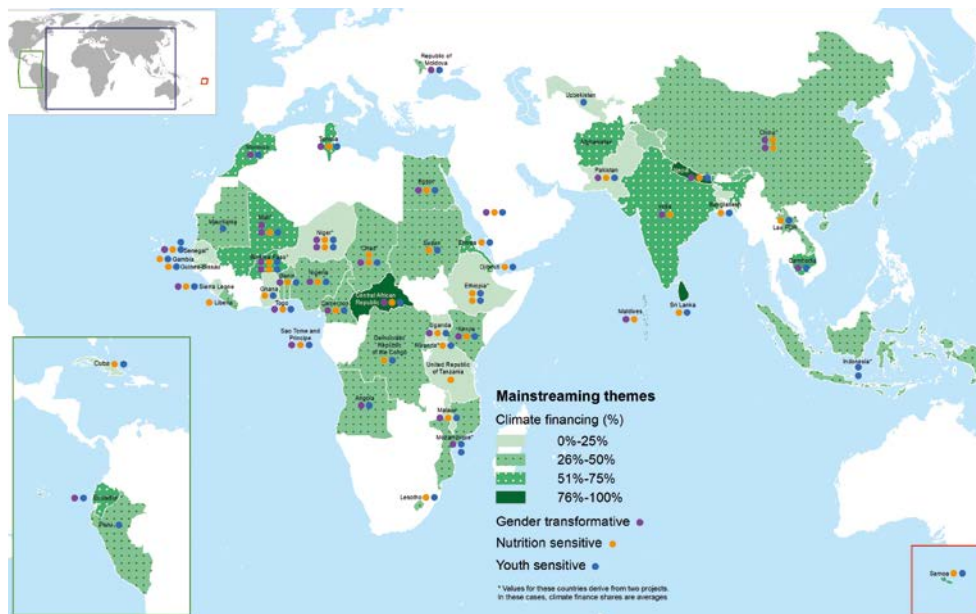 Republic of
Moldova
Uzbekistan
Tunisia
Morocco
Afghanistan
China*
Pakistan
Egypt
Nepal
India
Bangladesh
Lao PDR
Mauritania
Mali*
Niger*
Chad*
Sudan
Eritrea
Senegal*
Gambia
Guinea-Bissau
Burkina Faso*
Benin
Nigeria
Djibouti
Ethiopia*
Cambodia
Sierra Leone
Liberia
Ghana
Togo
Cameroon
Central African
Republic
Sri Lanka
Maldives
Uganda
Kenya
Rwanda*
Sao Tome and
Principe
Democratic
Republic
of the Congo
United Republic
of Tanzania
Indonesia*
Cuba
Angola
Malawi
Mozambique*
Lesotho
Ecuador
Peru
Samoa
Mainstreaming themes
Climate financing (%)
0%-25%
26%-50%
51%-75%
76%-100%
Gender transformative
Nutrition sensitive
Youth sensitive
* Values for these countries derive from two projects.
In these cases, climate finance shares are averages